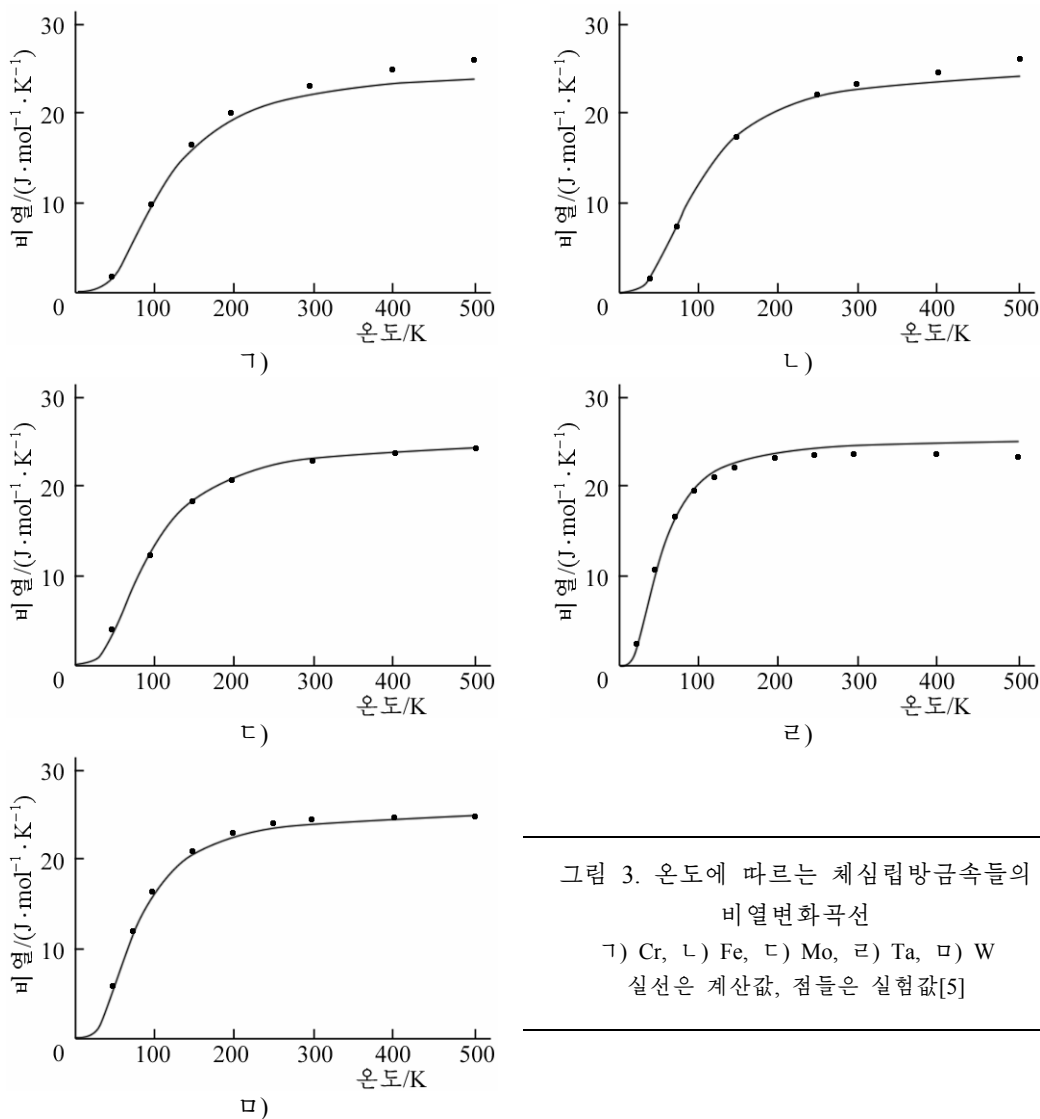 30
20
10
0
비열/(J·mol⁻¹·K⁻¹)
100 200 300 400 500
온도/K
ㄱ)
30
20
10
0
비열/(J·mol⁻¹·K⁻¹)
100 200 300 400 500
온도/K
ㄴ)
30
20
10
0
비열/(J·mol⁻¹·K⁻¹)
100 200 300 400 500
온도/K
ㄷ)
30
20
10
0
비열/(J·mol⁻¹·K⁻¹)
100 200 300 400 500
온도/K
ㄹ)
30
20
10
0
비열/(J·mol⁻¹·K⁻¹)
100 200 300 400 500
온도/K
ㅁ)
그림 3. 온도에 따르는 체심립방금속들의
비열변화곡선
ㄱ) Cr, ㄴ) Fe, ㄷ) Mo, ㄹ) Ta, ㅁ) W
실선은 계산값, 점들은 실험값[5]